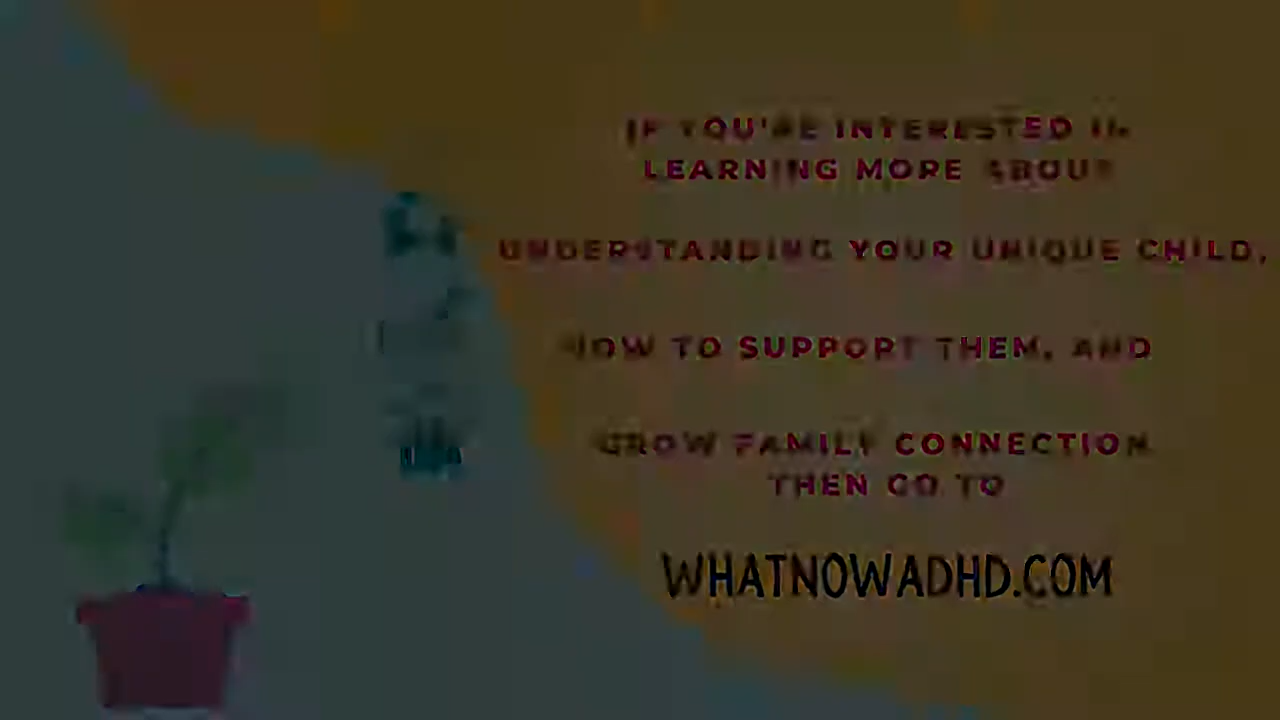 IF YOU'RE INTERESTED IN
LEARNING MORE ABOUT
UNDERSTANDING YOUR UNIQUE CHILD,
HOW TO SUPPORT THEM, AND
GROW FAMILY CONNECTION
THEN GO TO
WHATNOWADHD.COM